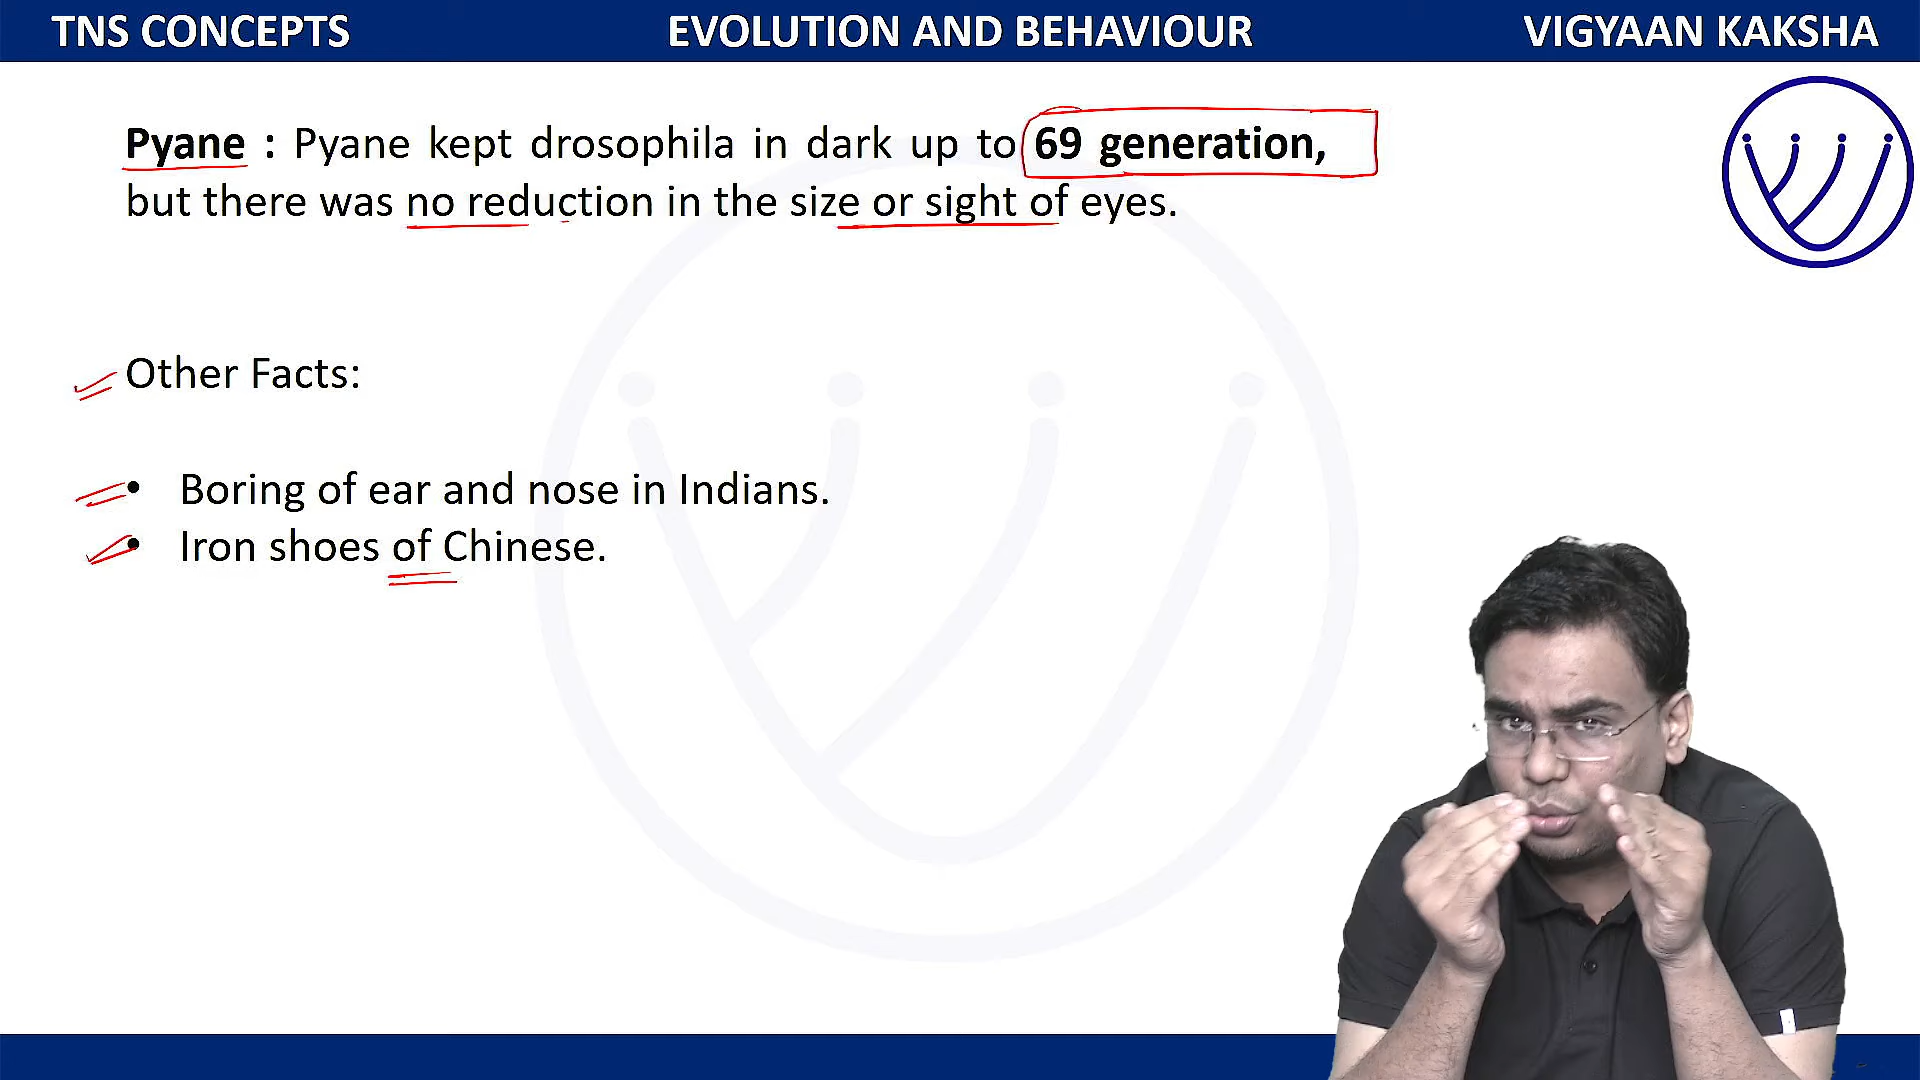 TNS CONCEPTS EVOLUTION AND BEHAVIOUR VIGYAAN KAKSHA
Pyane : Pyane kept drosophila in dark up to 69 generation,
but there was no reduction in the size or sight of eyes.
Other Facts:
• Boring of ear and nose in Indians.
• Iron shoes of Chinese.